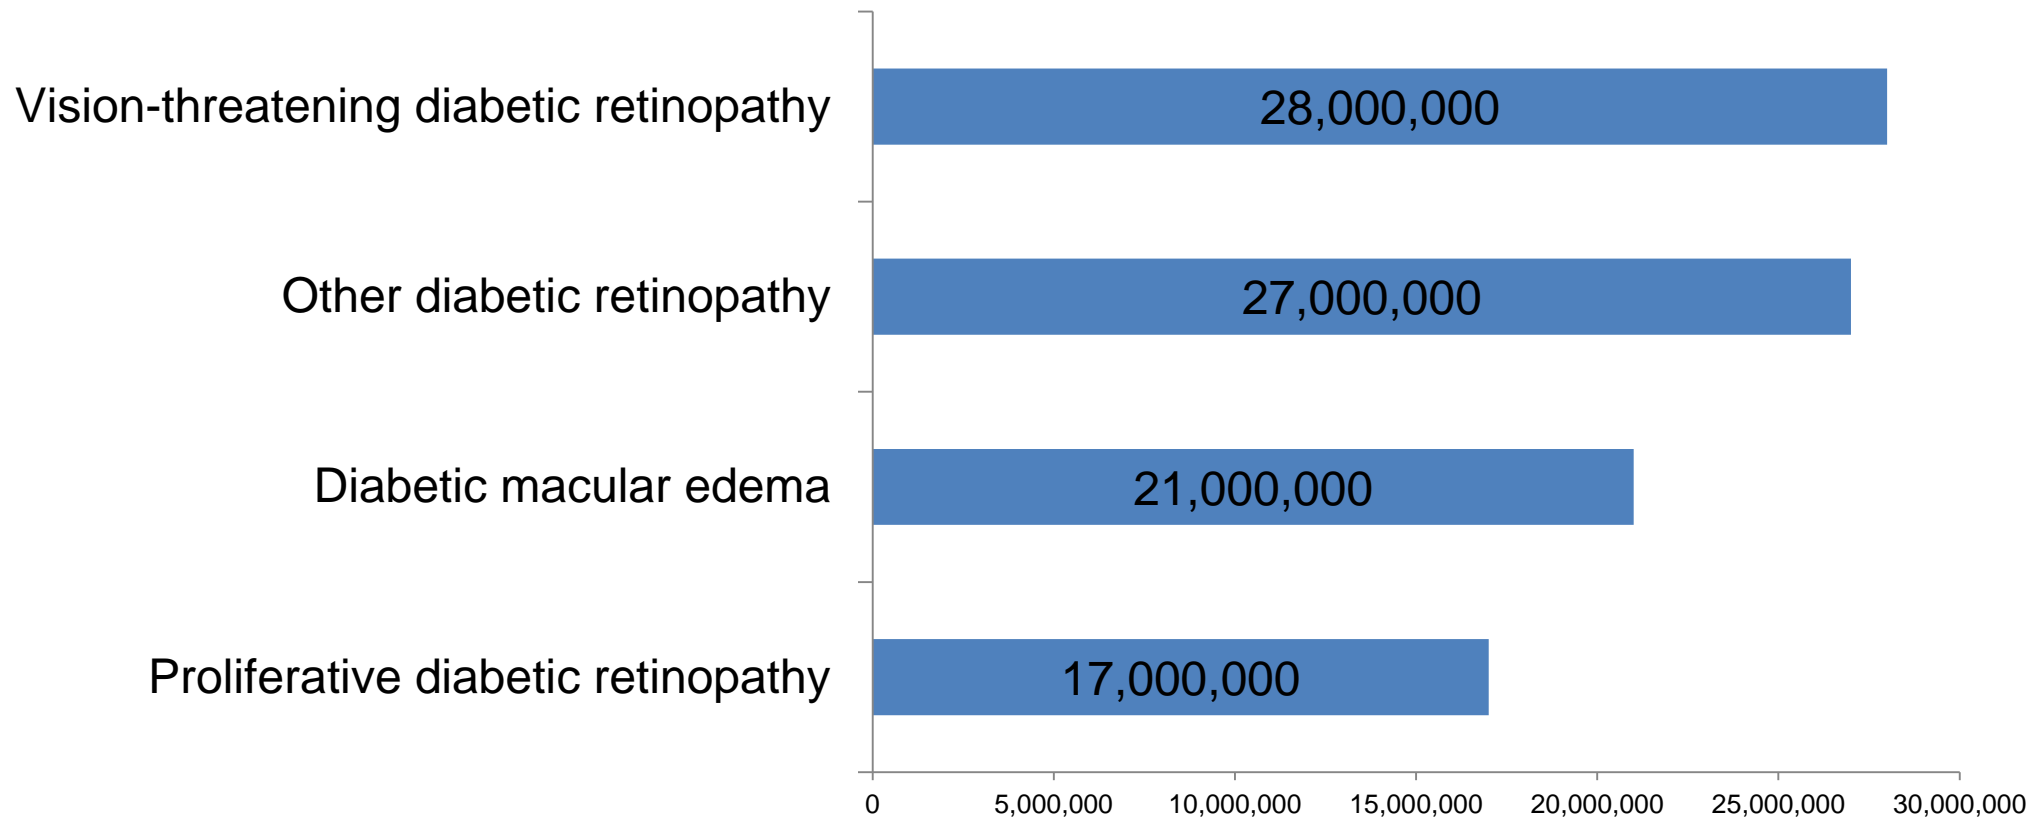 Vision-threatening diabetic retinopathy
28,000,000
Other diabetic retinopathy
27,000,000
Diabetic macular edema
21,000,000
Proliferative diabetic retinopathy
17,000,000
0 5,000,000 10,000,000 15,000,000 20,000,000 25,000,000 30,000,000